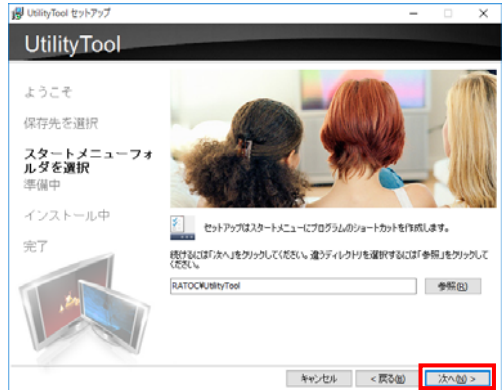 UtilityTool セットアップ
UtilityTool
ようこそ
保存先を選択
スタートメニューフォ
ルダを選択
準備中
インストール中
完了
セットアップはスタートメニューにプログラムのショートカットを作成します。
続けるには「次へ」をクリックしてください。違うディレクトリを選択するには「参照」をクリックして
ください。
RATOC¥UtilityTool
参照(R)
キャンセル
< 戻る(B)
次へ(N) >